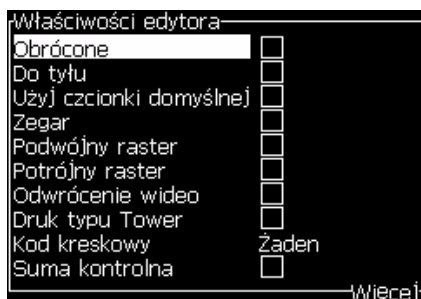 Właściwości edytora
Obrócone
Do tyłu
Użyj czcionki domyślnej
Zegar
Podwójny raster
Potrójny raster
Odwrócenie wideo
Druk typu Tower
Kod kreskowy Żaden
Suma kontrolna
Więcej